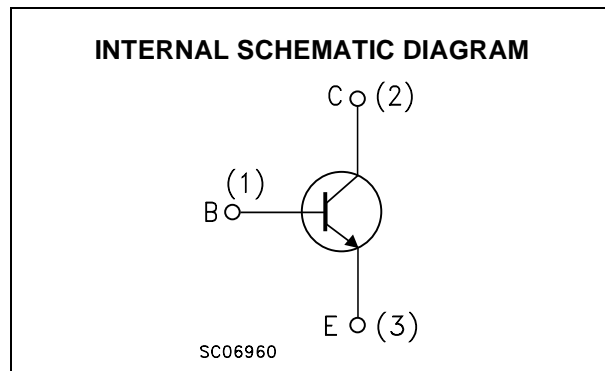 INTERNAL SCHEMATIC DIAGRAM
C (2)
(1)
B
E (3)
SC06960